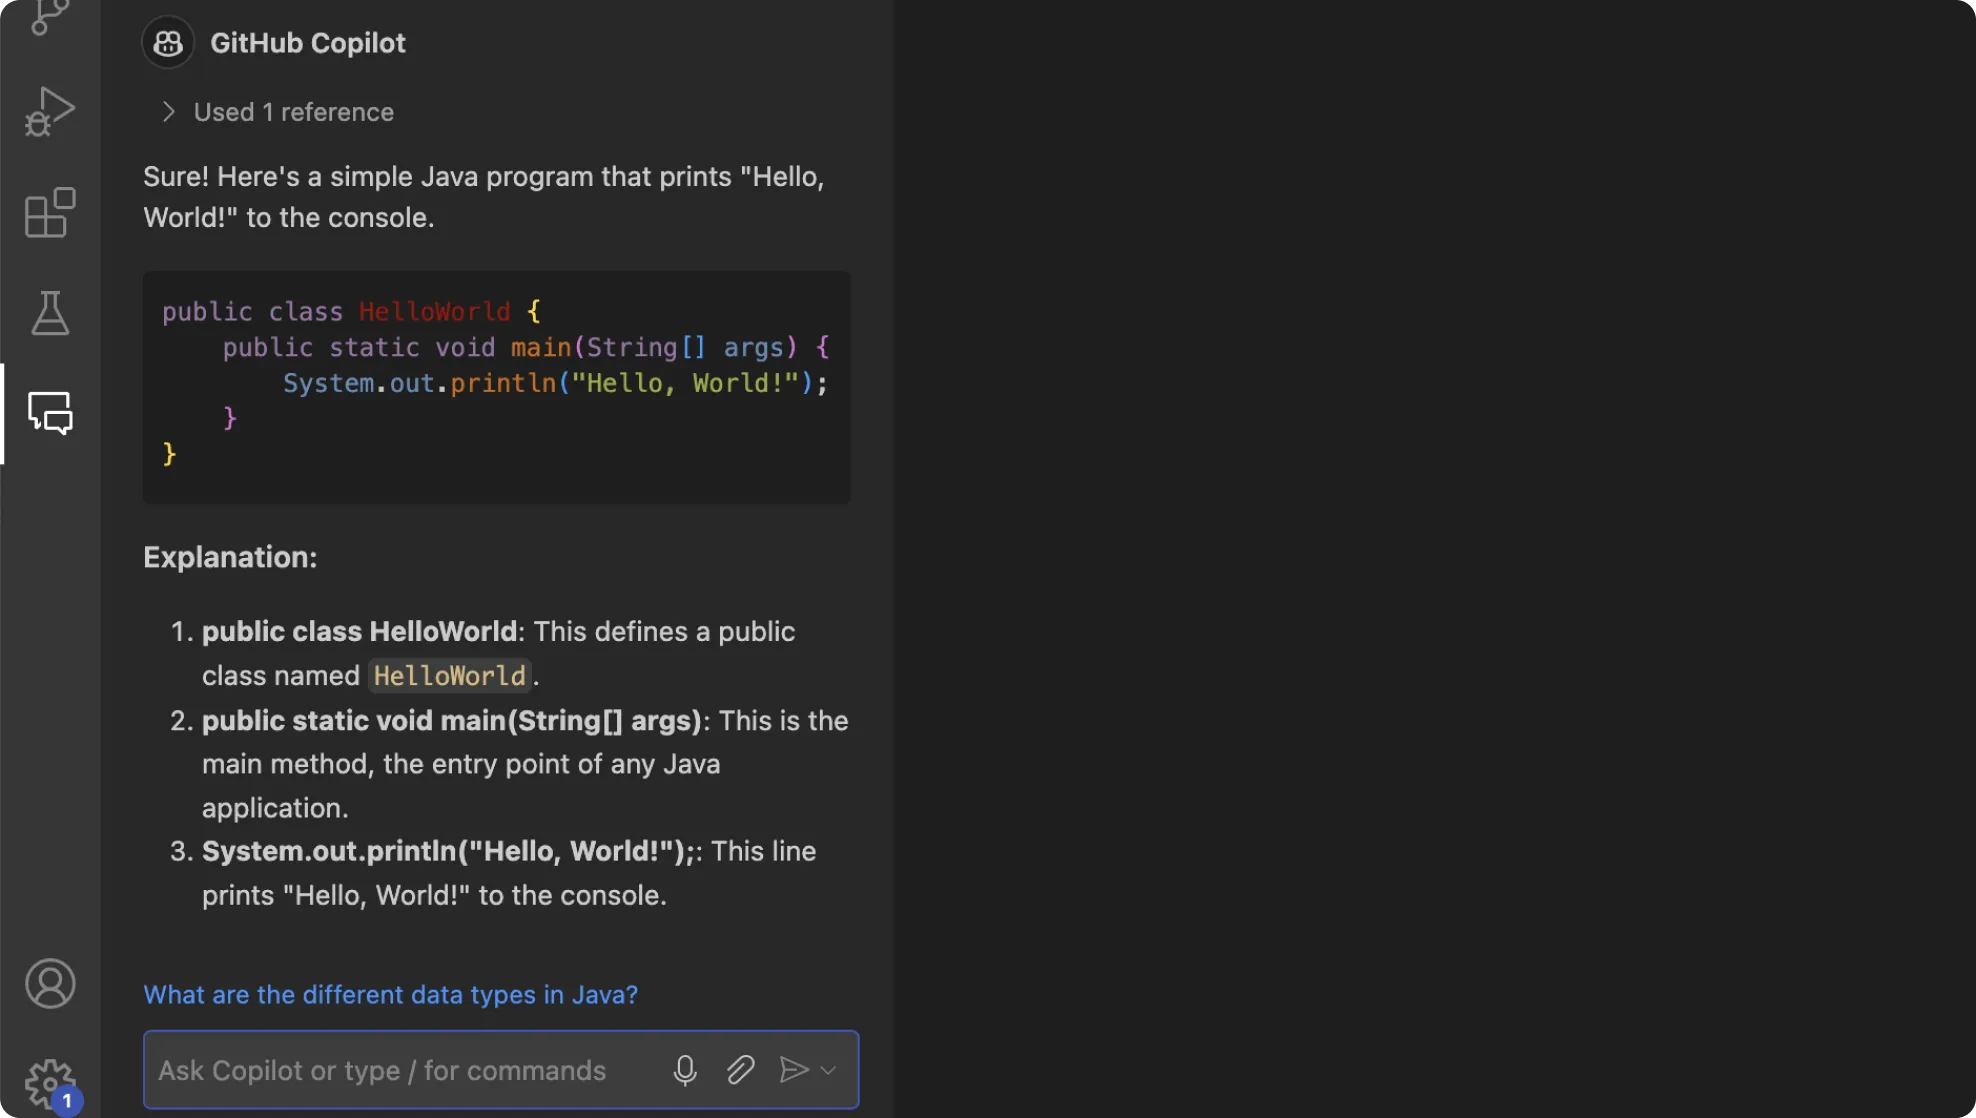 GitHub Copilot
Used 1 reference
Sure! Here's a simple Java program that prints "Hello,
World!" to the console.
public class HelloWorld {
    public static void main(String[] args) {
        System.out.println("Hello, World!");
    }
}
Explanation:
1. public class HelloWorld: This defines a public
class named HelloWorld.
2. public static void main(String[] args): This is the
main method, the entry point of any Java
application.
3. System.out.println("Hello, World!");: This line
prints "Hello, World!" to the console.
What are the different data types in Java?
Ask Copilot or type / for commands
1